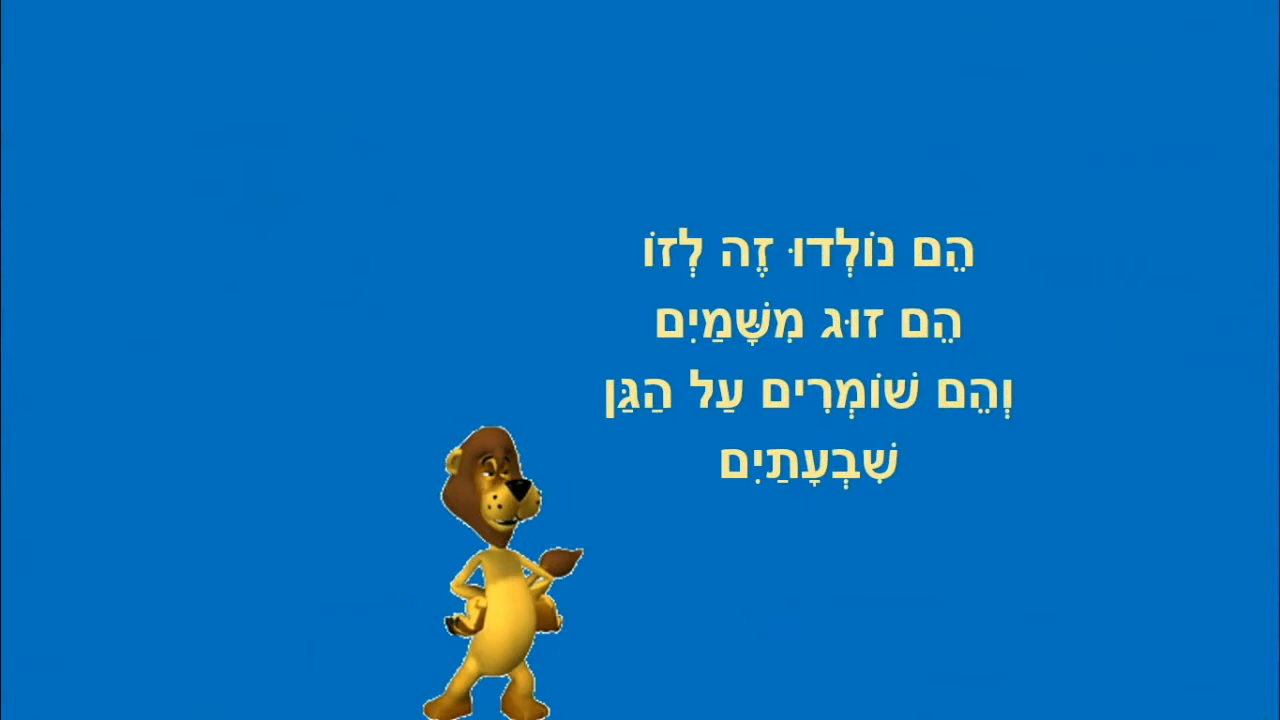 הֵם נוֹלְדוּ זֶה לְזוֹ
הֵם זוּג מִשָּׁמַיִם
וְהֵם שׁוֹמְרִים עַל הַגַּן
שִׁבְעָתַיִם